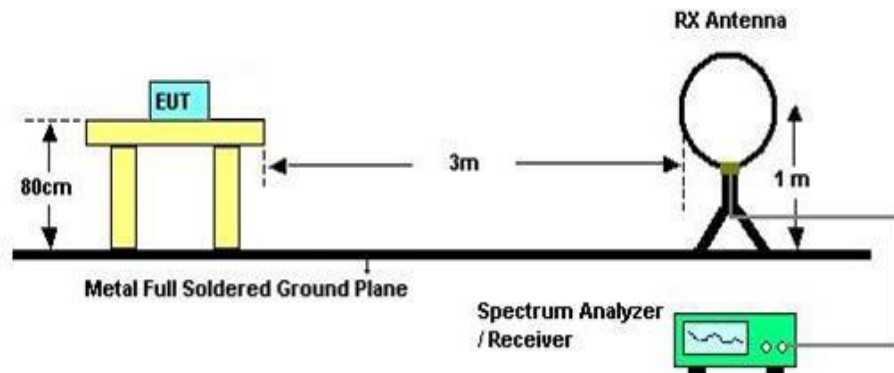 RX Antenna
EUT
80cm
3m
1 m
Metal Full Soldered Ground Plane
Spectrum Analyzer
/ Receiver